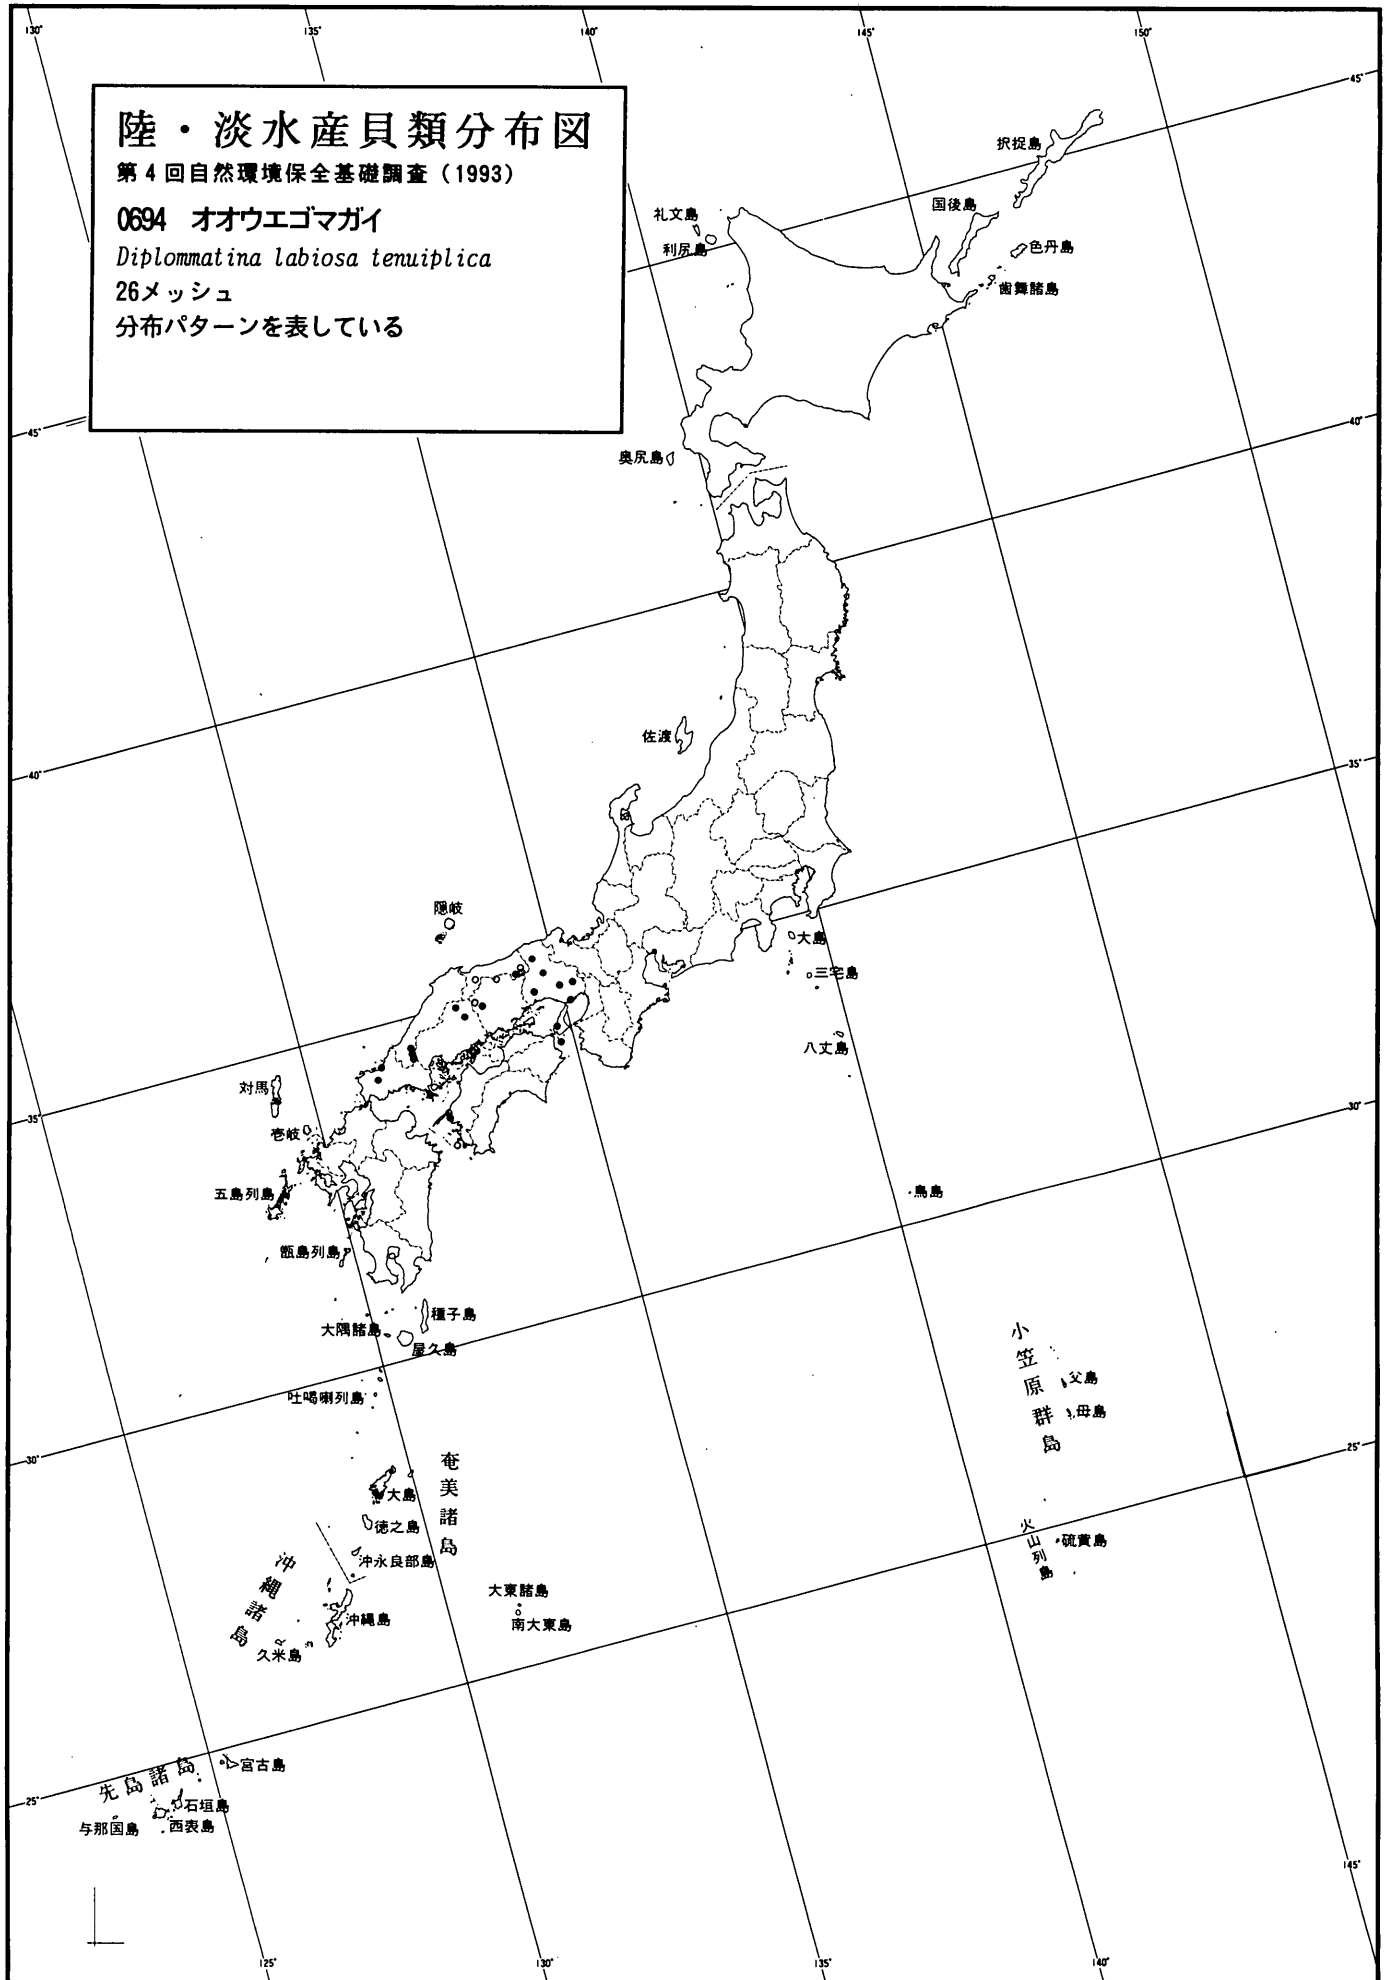 130°
135°
140°
145°
150°
陸・淡水産貝類分布図
第4回自然環境保全基礎調査(1993)
0694 オオウエゴマガイ
Diplommatina labiosa tenuiplica
26メッシュ
分布パターンを表している
45°
択捉島
国後島
礼文島
利尻島
色丹島
歯舞諸島
45°
40°
奥尻島
佐渡
40°
35°
隠岐
大島
三宅島
八丈島
対馬
35°
壱岐
30°
五島列島
鳥島
甑島列島
種子島
大隅諸島
屋久島
吐噶喇列島
小笠原群島
父島
母島
30°
25°
奄美諸島
大島
徳之島
沖永良部島
火山列島
硫黄島
沖縄諸島
沖縄島
久米島
大東諸島
南大東島
先島諸島
宮古島
25°
石垣島
与那国島
西表島
145°
125°
130°
135°
140°